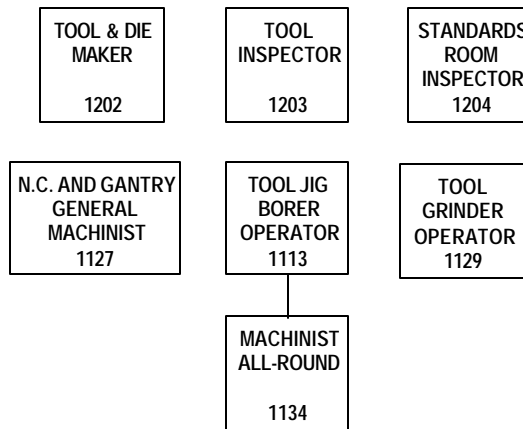 TOOL & DIE
MAKER
1202
TOOL
INSPECTOR
1203
STANDARDS
ROOM
INSPECTOR
1204
N.C. AND GANTRY
GENERAL
MACHINIST
1127
TOOL JIG
BORER
OPERATOR
1113
TOOL
GRINDER
OPERATOR
1129
MACHINIST
ALL-ROUND
1134